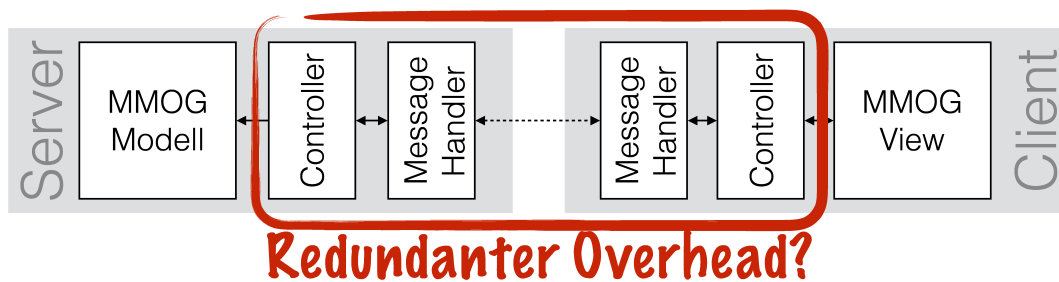 Server
MMOG
Modell
Controller
Message
Handler
Message
Handler
Controller
MMOG
View
Client
Redundanter Overhead?